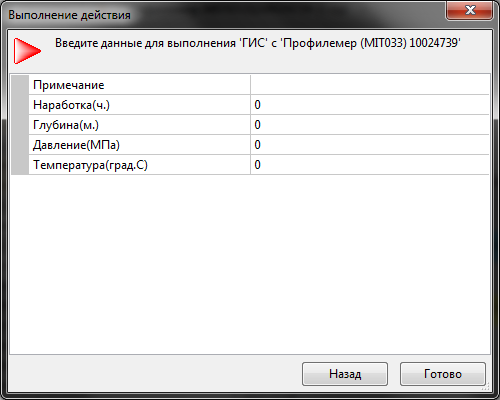 Выполнение действия
Введите данные для выполнения 'ГИС' с 'Профилемер (MIT033) 10024739'
Примечание
Наработка(ч.) 0
Глубина(м.) 0
Давление(МПа) 0
Температура(град.С) 0
Назад Готово